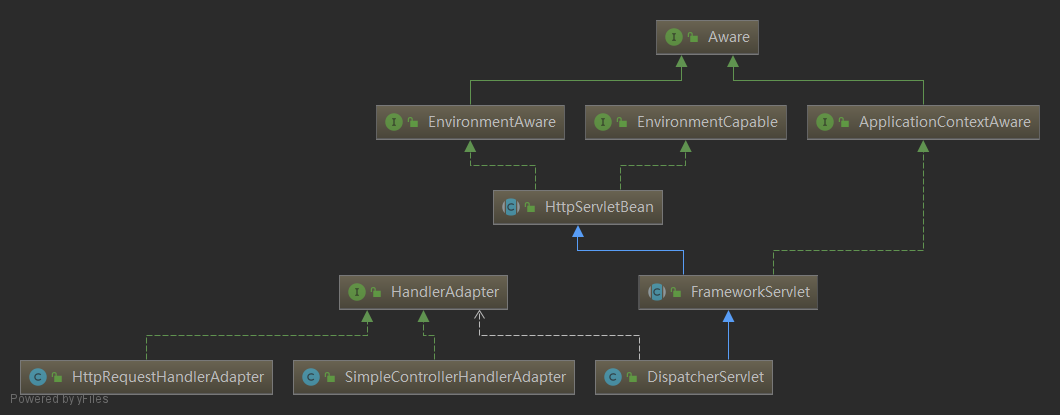 Aware
EnvironmentAware
EnvironmentCapable
ApplicationContextAware
HttpServletBean
HandlerAdapter
FrameworkServlet
HttpRequestHandlerAdapter
SimpleControllerHandlerAdapter
DispatcherServlet
Powered by yFiles